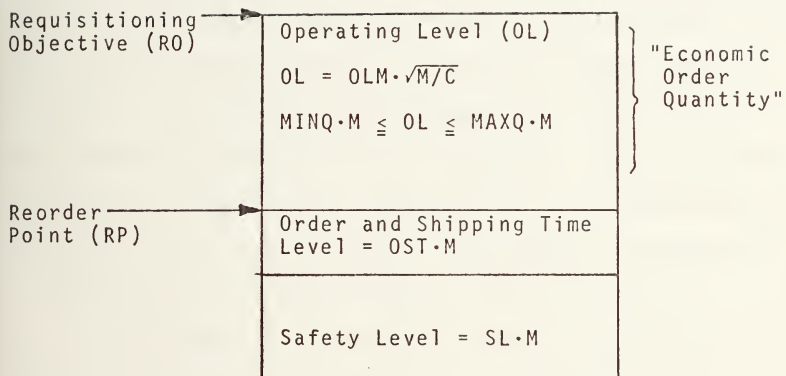 Requisitioning
Objective (RO)
Operating Level (OL)
OL = OLM·√M/C
MINQ·M ≦ OL ≦ MAXQ·M
"Economic
Order
Quantity"
Reorder
Point (RP)
Order and Shipping Time
Level = OST·M
Safety Level = SL·M